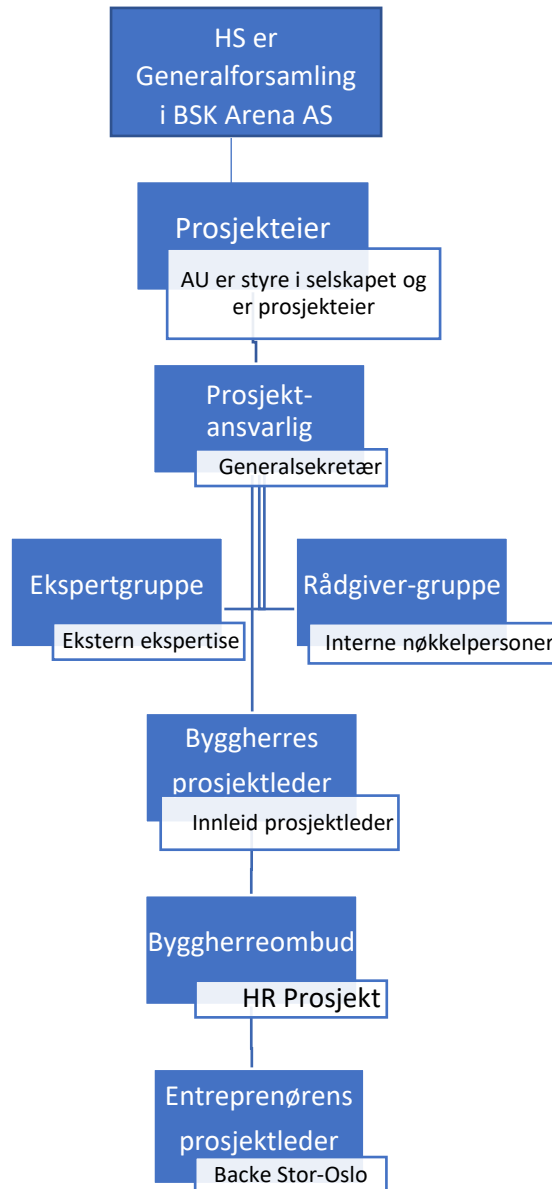 HS er
Generalforsamling
i BSK Arena AS
Prosjekteier
AU er styre i selskapet og
er prosjekteier
Prosjekt-
ansvarlig
Generalsekretær
Ekspertgruppe
Ekstern ekspertise
Rådgiver-gruppe
Interne nøkkelpersoner
Byggherres
prosjektleder
Innleid prosjektleder
Byggherreombud
HR Prosjekt
Entreprenørens
prosjektleder
Backe Stor-Oslo